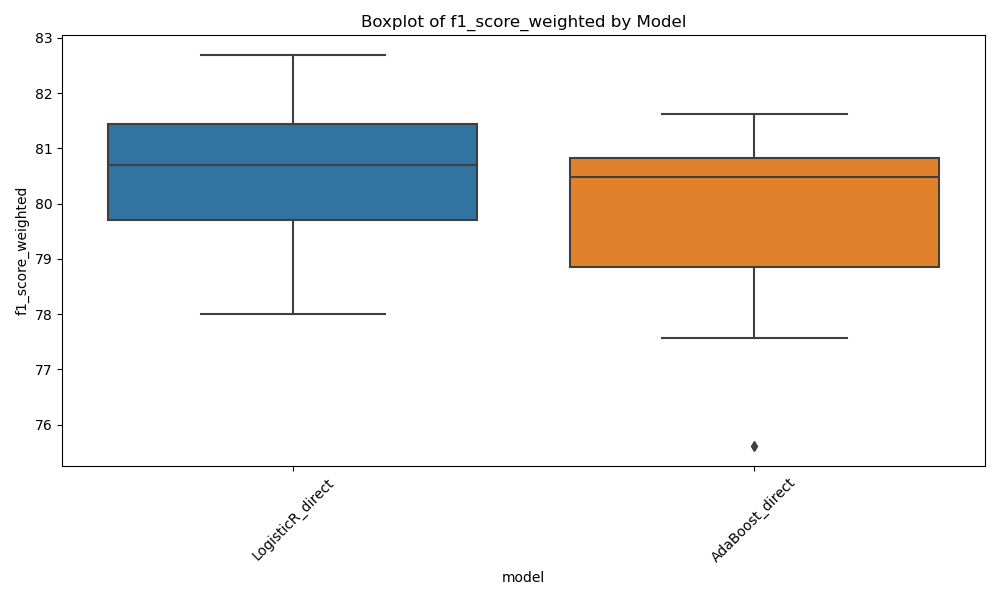 Boxplot of f1_score_weighted by Model
f1_score_weighted
83
82
81
80
79
78
77
76
LogisticR_direct
AdaBoost_direct
model